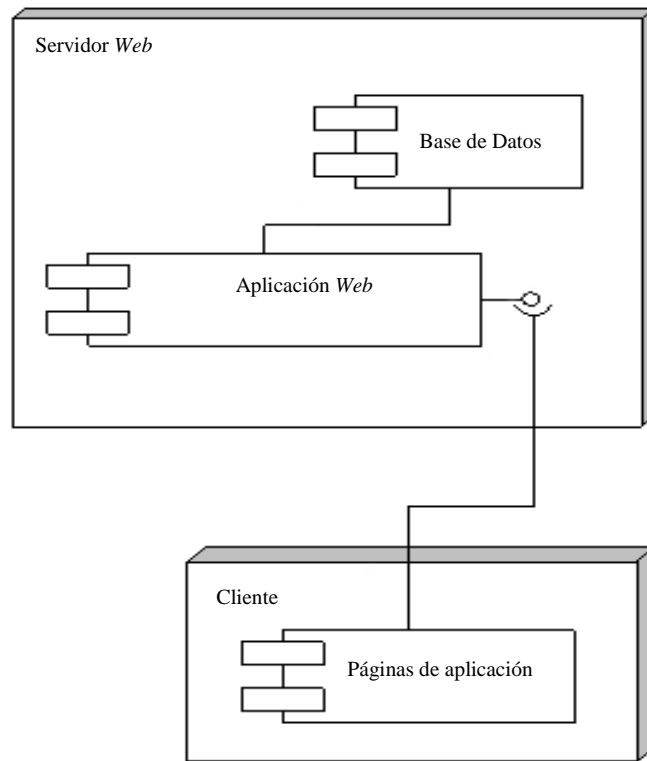 Servidor Web
Base de Datos
Aplicación Web
Cliente
Páginas de aplicación